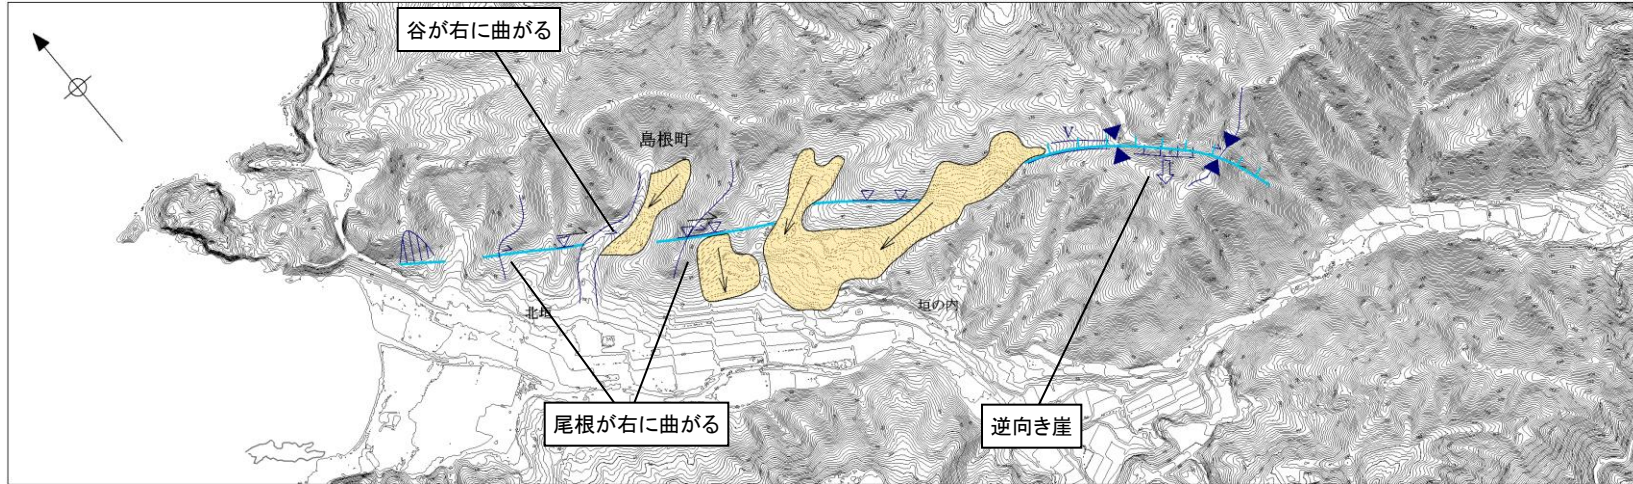 谷が右に曲がる
島根町
V
北垣
垣の内
尾根が右に曲がる
逆向き崖